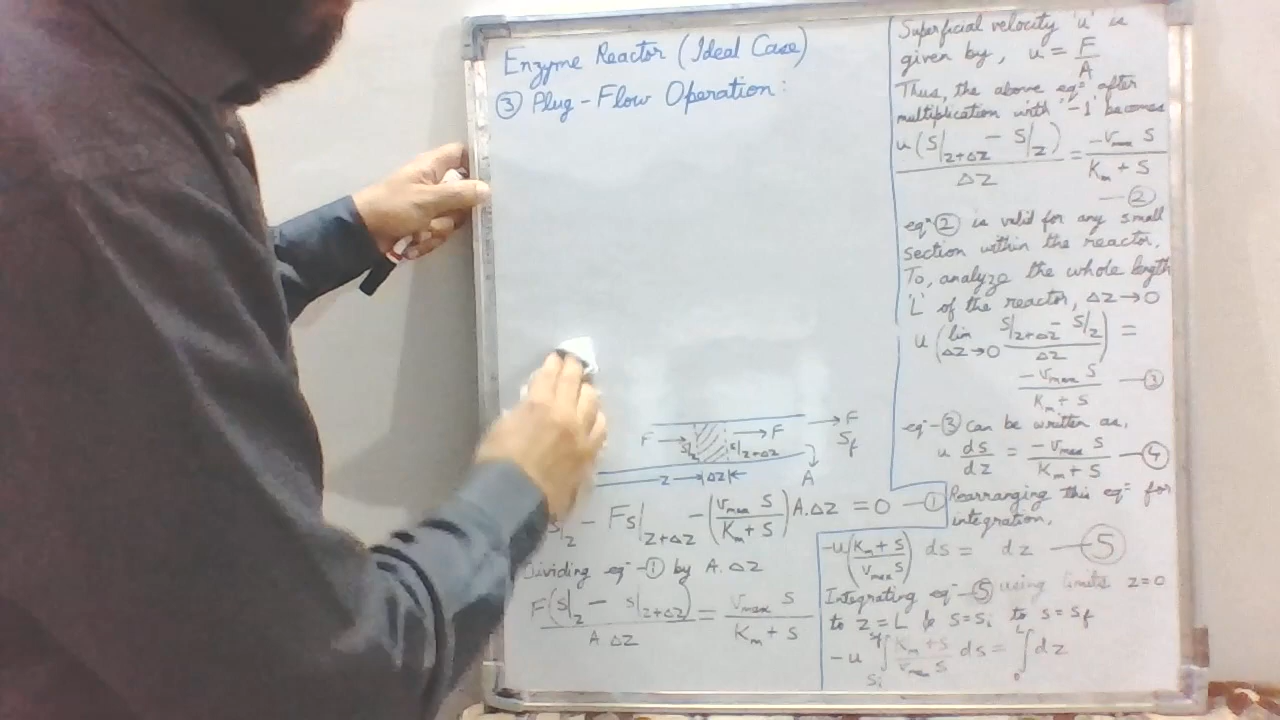 Enzyme Reactor (Ideal Case)
③ Plug-Flow Operation:
F → S|z S|z+Δz → F → F
Sf
z → |Δz|← A
S|z - FS|z+Δz - (Vmax S / Km + S) A.Δz = 0 — ①
Dividing eqⁿ-① by A.Δz
F(S|z - S|z+Δz) / A Δz = Vmax S / Km + S
Superficial velocity 'u' is
given by, u = F/A
Thus, the above eqⁿ after
multiplication with '-1' becomes
u(S|z+Δz - S|z) / Δz = -Vmax S / Km + S
— ②
eqⁿ ② is valid for any small
section within the reactor.
To, analyze the whole length
'L' of the reactor, Δz→0
u (lim Δz→0 S|z+Δz - S|z / Δz) =
-Vmax S / Km + S — ③
eqⁿ-③ can be written as,
u ds/dz = -Vmax S / Km + S — ④
Rearranging this eqⁿ for
integration,
-u(Km + S / Vmax S) ds = dz — ⑤
Integrating eqⁿ-⑤ using limits z=0
to z=L & S=Si to S=Sf
-u ∫Si^Sf Km + S / Vmax S ds = ∫0^L dz